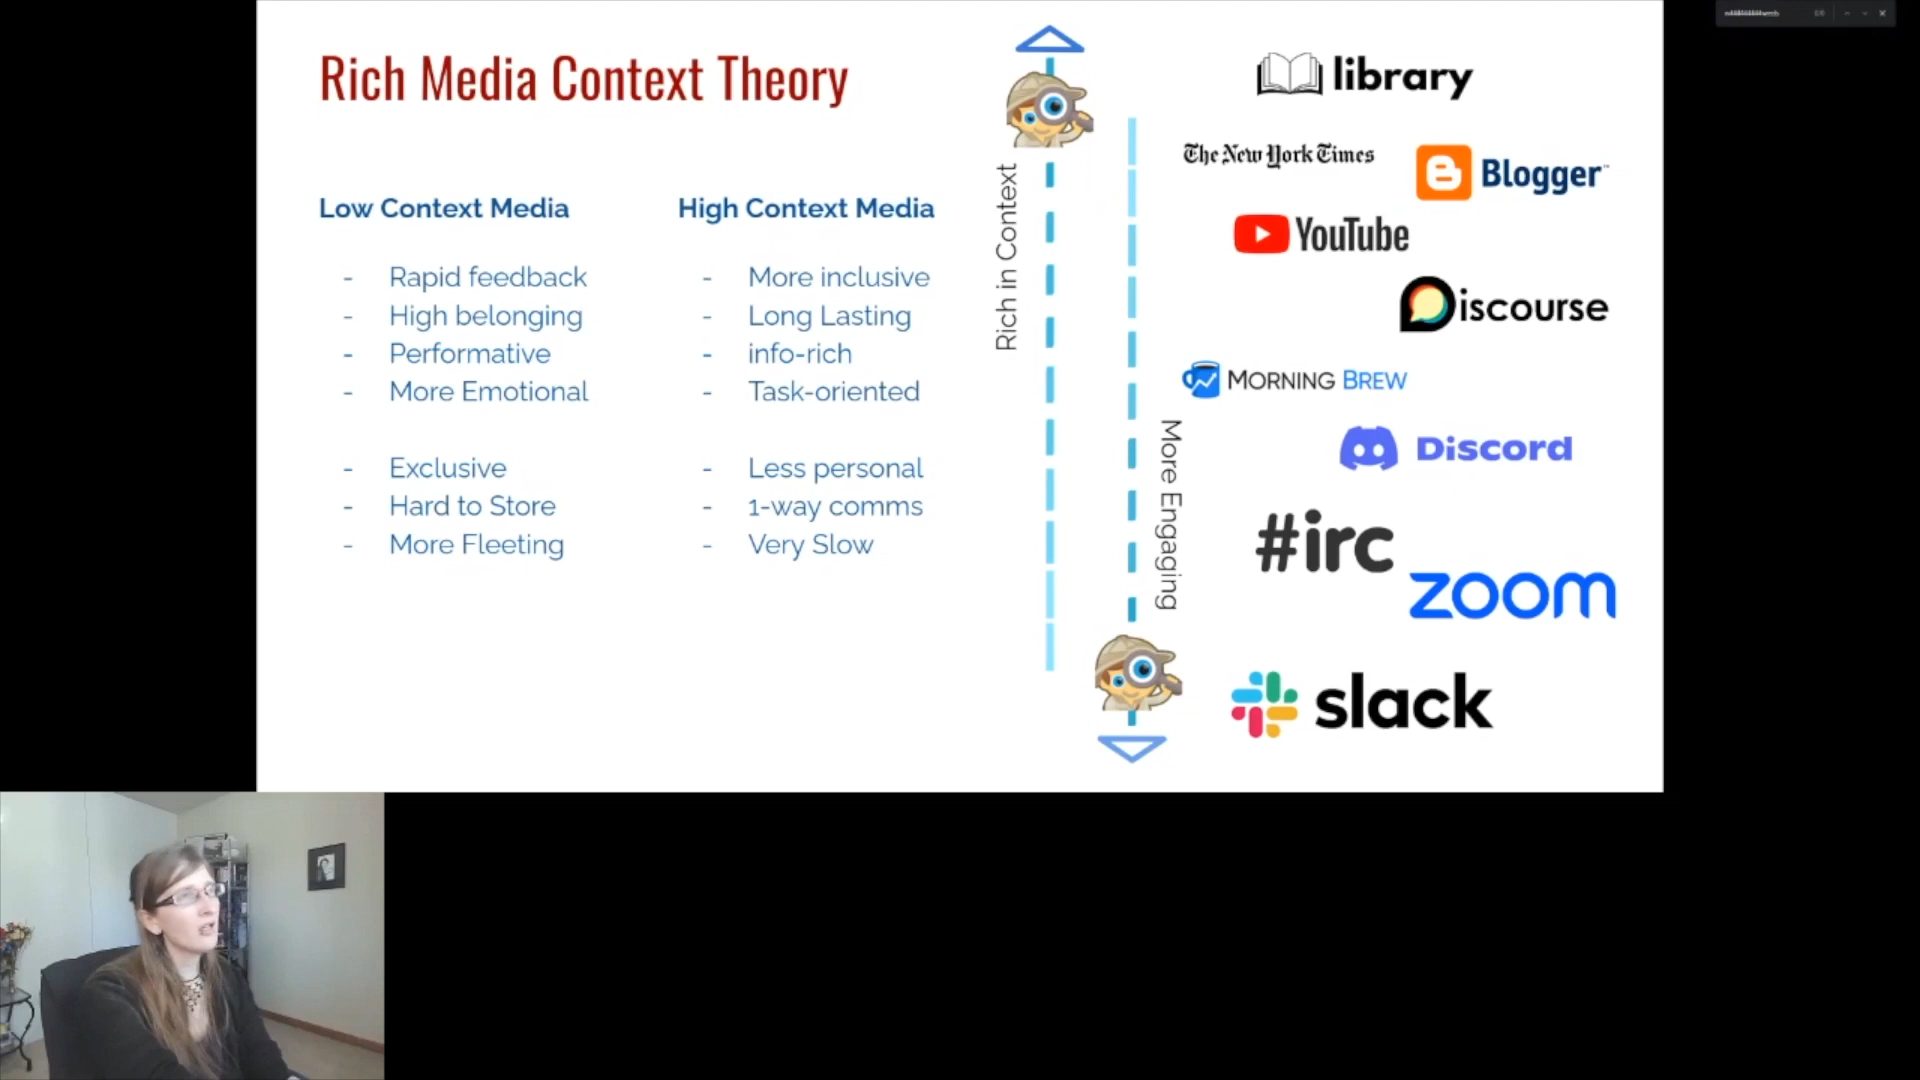 Rich Media Context Theory
Low Context Media
- Rapid feedback
- High belonging
- Performative
- More Emotional
- Exclusive
- Hard to Store
- More Fleeting
High Context Media
- More inclusive
- Long Lasting
- info-rich
- Task-oriented
- Less personal
- 1-way comms
- Very Slow
Rich in Context
More Engaging
library
The New York Times
Blogger™
YouTube
iscourse
MORNING BREW
Discord
#irc
zoom
slack